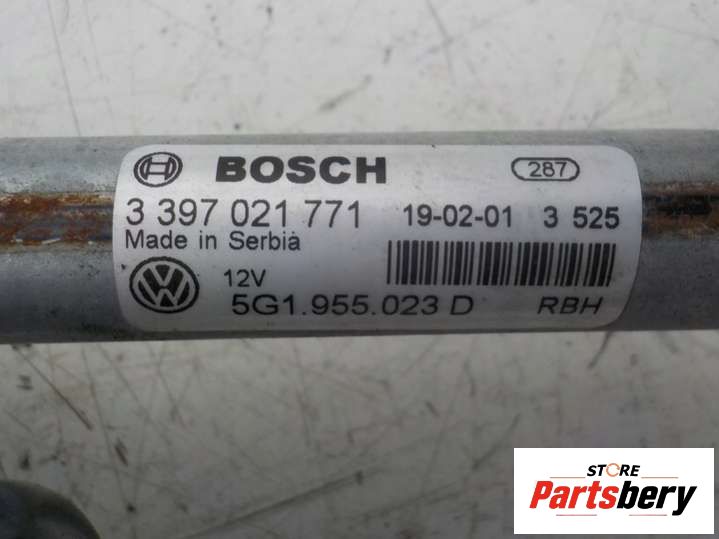 BOSCH 287
3 397 021 771 19-02-01 3 525
Made in Serbia
12V
5G1.955.023 D RBH
STORE
Partsbery